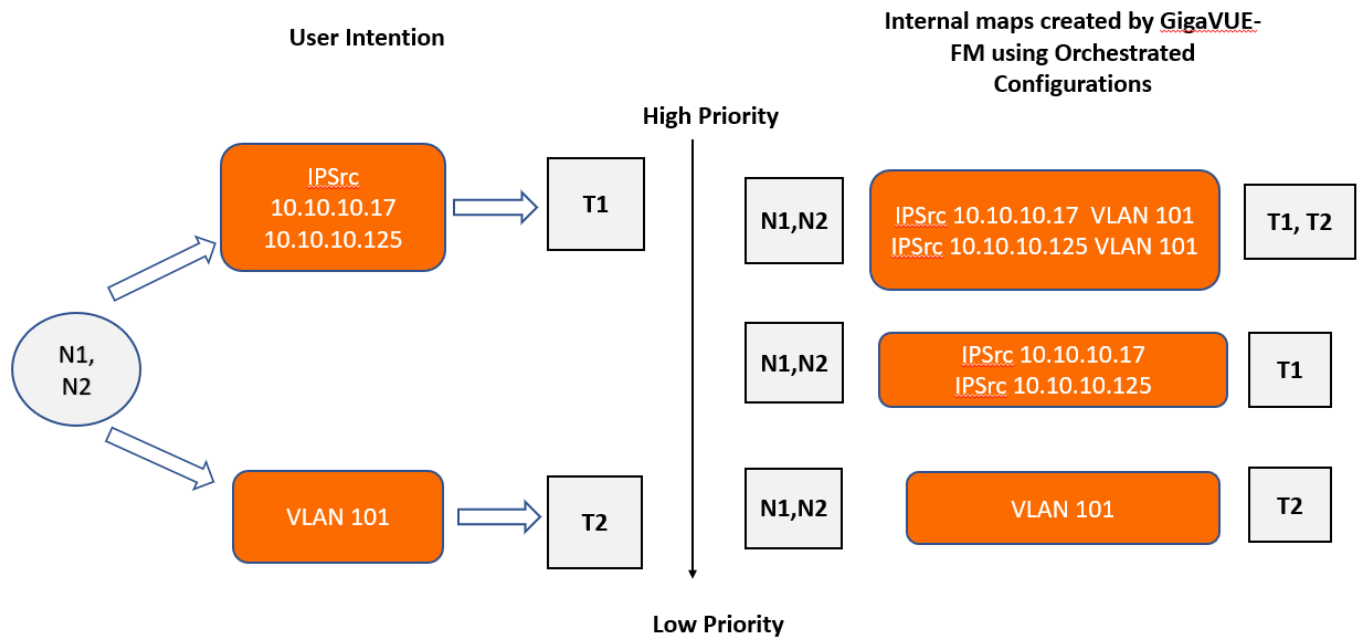 User Intention
Internal maps created by GigaVUE-
FM using Orchestrated
Configurations
High Priority
IPSrc
10.10.10.17
10.10.10.125
T1
N1,
N2
VLAN 101
T2
N1,N2
IPSrc 10.10.10.17 VLAN 101
IPSrc 10.10.10.125 VLAN 101
T1, T2
N1,N2
IPSrc 10.10.10.17
IPSrc 10.10.10.125
T1
N1,N2
VLAN 101
T2
Low Priority